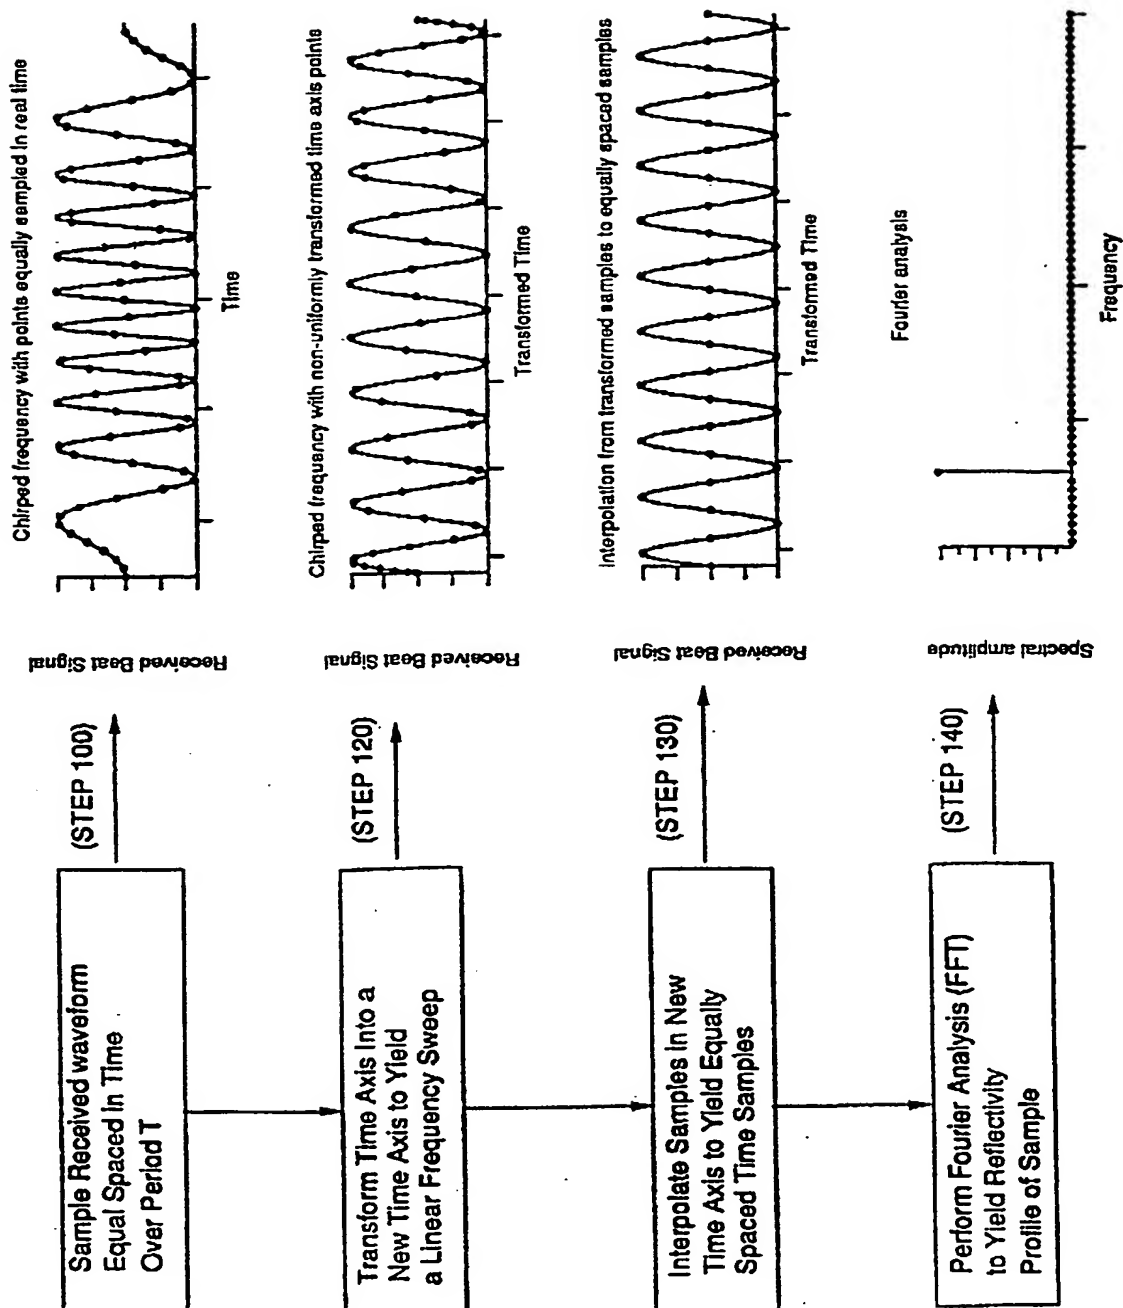 Sample Received waveform
Equal Spaced In Time
Over Period T
(STEP 100)
Received Beat Signal
Chirped frequency with points equally sampled in real time
Time
Transform Time Axis Into a
New Time Axis to Yield
a Linear Frequency Sweep
(STEP 120)
Received Beat Signal
Chirped frequency with non-uniformly transformed time axis points
Transformed Time
Interpolate Samples In New
Time Axis to Yield Equally
Spaced Time Samples
(STEP 130)
Received Beat Signal
Interpolation from transformed samples to equally spaced samples
Transformed Time
Perform Fourier Analysis (FFT)
to Yield Reflectivity
Profile of Sample
(STEP 140)
Spectral amplitude
Fourier analysis
Frequency